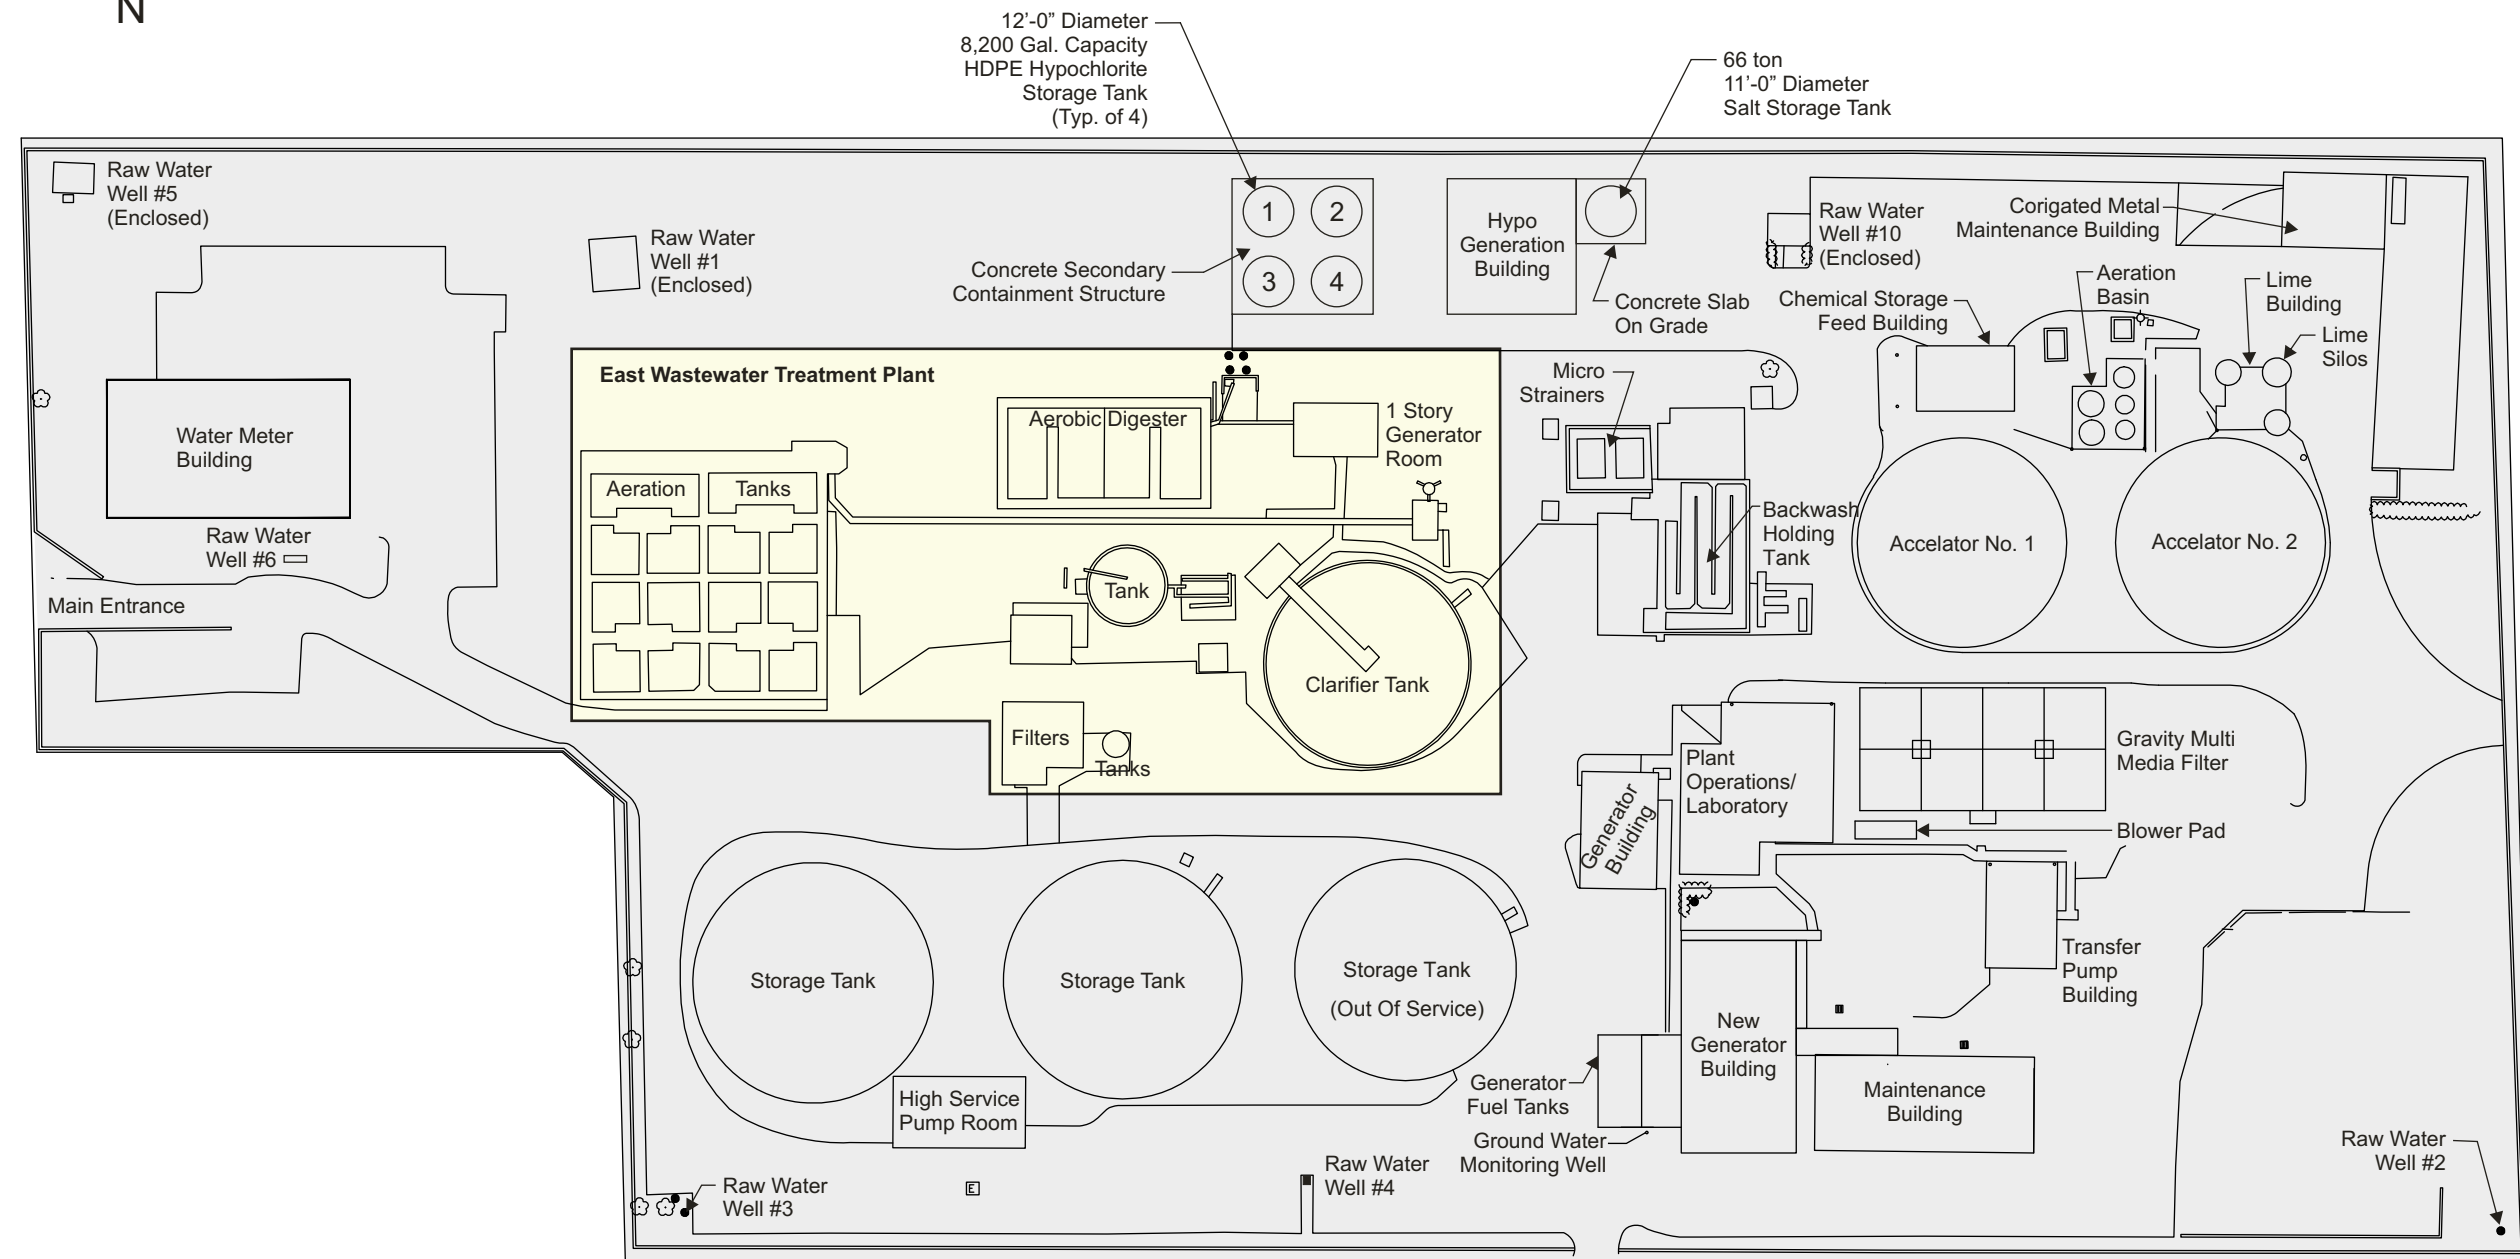 N
12'-0” Diameter
8,200 Gal. Capacity
HDPE Hypochlorite
Storage Tank
(Typ. of 4)
66 ton
11'-0” Diameter
Salt Storage Tank
Raw Water
Well #5
(Enclosed)
Raw Water
Well #1
(Enclosed)
Concrete Secondary
Containment Structure
1
2
3
4
Hypo
Generation
Building
Concrete Slab
On Grade
Raw Water
Well #10
(Enclosed)
Corigated Metal
Maintenance Building
Chemical Storage
Feed Building
Aeration
Basin
Lime
Building
Lime
Silos
Water Meter
Building
Raw Water
Well #6
Main Entrance
East Wastewater Treatment Plant
Aerobic Digester
1 Story
Generator
Room
Aeration
Tanks
Tank
Clarifier Tank
Filters
Tanks
Micro
Strainers
Backwash
Holding
Tank
Accelator No. 1
Accelator No. 2
Plant
Operations/
Laboratory
Gravity Multi
Media Filter
Generator
Building
Blower Pad
Storage Tank
Storage Tank
Storage Tank
(Out Of Service)
Transfer
Pump
Building
New
Generator
Building
High Service
Pump Room
Generator
Fuel Tanks
Maintenance
Building
Ground Water
Monitoring Well
Raw Water
Well #3
E
Raw Water
Well #4
Raw Water
Well #2